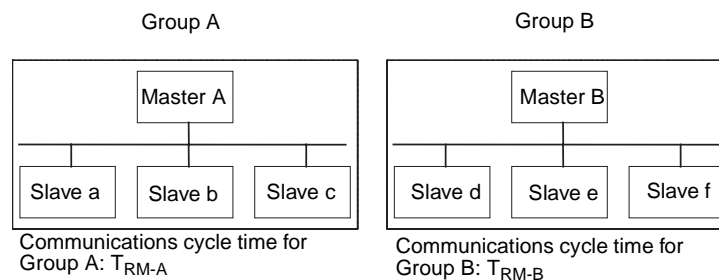 Group A
Group B
Master A
Master B
Slave a
Slave b
Slave c
Slave d
Slave e
Slave f
Communications cycle time for
Group A: TRM-A
Communications cycle time for
Group B: TRM-B